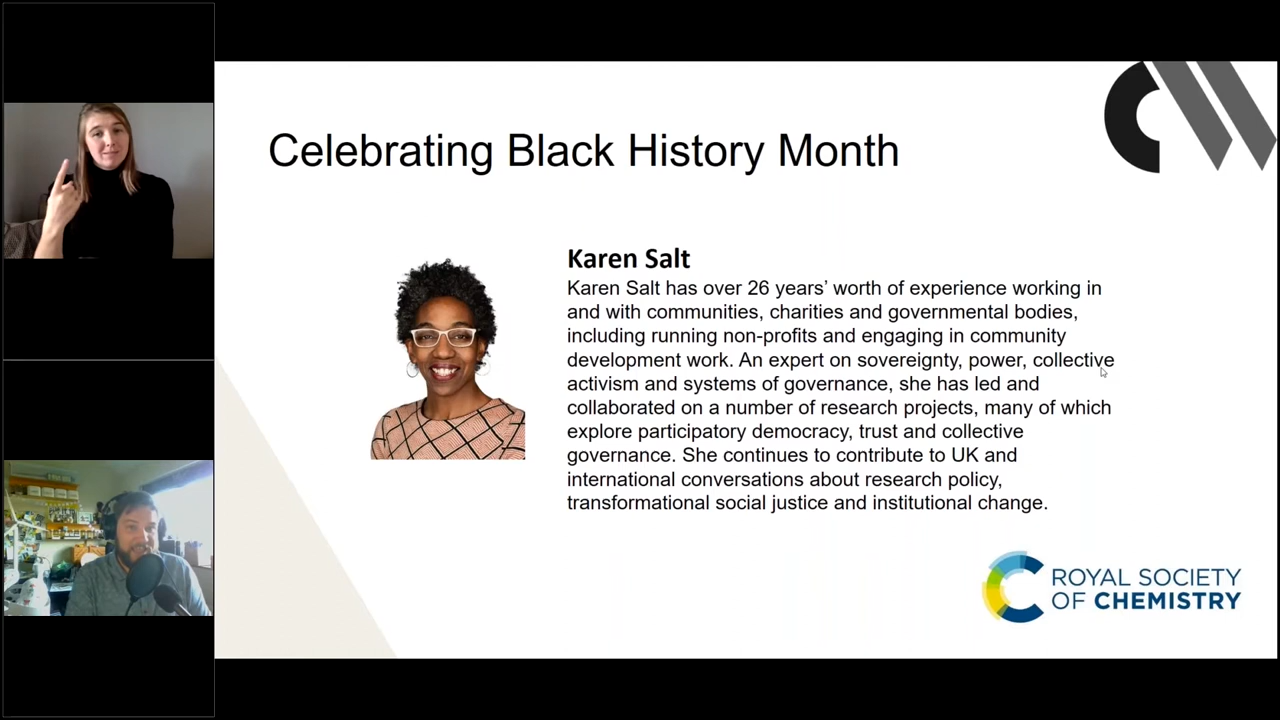 Celebrating Black History Month
Karen Salt
Karen Salt has over 26 years’ worth of experience working in
and with communities, charities and governmental bodies,
including running non-profits and engaging in community
development work. An expert on sovereignty, power, collective
activism and systems of governance, she has led and
collaborated on a number of research projects, many of which
explore participatory democracy, trust and collective
governance. She continues to contribute to UK and
international conversations about research policy,
transformational social justice and institutional change.
ROYAL SOCIETY
OF CHEMISTRY